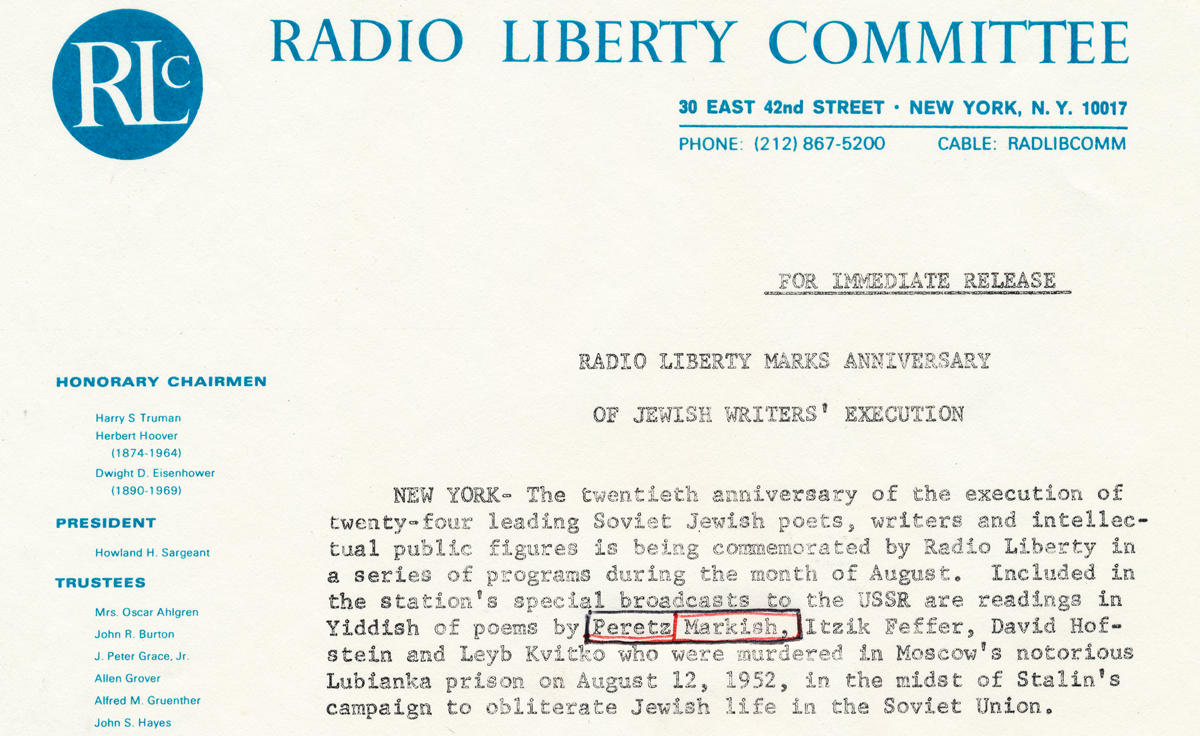 RLC
RADIO LIBERTY COMMITTEE
30 EAST 42nd STREET • NEW YORK, N. Y. 10017
PHONE: (212) 867-5200 CABLE: RADLIBCOMM
FOR IMMEDIATE RELEASE
RADIO LIBERTY MARKS ANNIVERSARY
OF JEWISH WRITERS' EXECUTION
HONORARY CHAIRMEN
Harry S Truman
Herbert Hoover
(1874-1964)
Dwight D. Eisenhower
(1890-1969)
PRESIDENT
Howland H. Sargeant
TRUSTEES
Mrs. Oscar Ahlgren
John R. Burton
J. Peter Grace, Jr.
Allen Grover
Alfred M. Gruenther
John S. Hayes
NEW YORK- The twentieth anniversary of the execution of
twenty-four leading Soviet Jewish poets, writers and intellec-
tual public figures is being commemorated by Radio Liberty in
a series of programs during the month of August. Included in
the station's special broadcasts to the USSR are readings in
Yiddish of poems by Peretz Markish, Itzik Feffer, David Hof-
stein and Leyb Kvitko who were murdered in Moscow's notorious
Lubianka prison on August 12, 1952, in the midst of Stalin's
campaign to obliterate Jewish life in the Soviet Union.